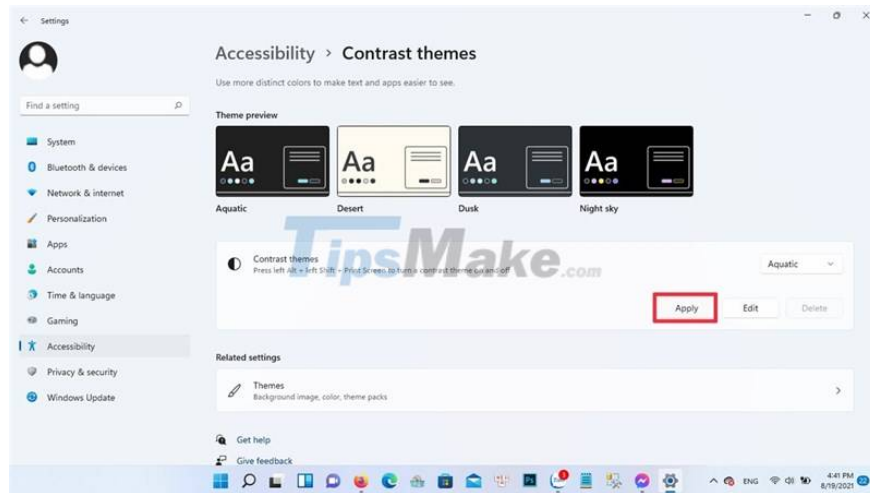 Settings
Accessibility > Contrast themes
Use more distinct colors to make text and apps easier to see.
Find a setting
System
Bluetooth & devices
Network & internet
Personalization
Apps
Accounts
Time & language
Gaming
Accessibility
Privacy & security
Windows Update
Theme preview
Aa
Aa
Aa
Aa
Aquatic
Desert
Dusk
Night sky
TipsMake.com
Contrast themes
Press left Alt + left Shift + Print Screen to turn a contrast theme on and off
Aquatic
Apply
Edit
Delete
Related settings
Themes
Background image, color, theme packs
Get help
Give feedback
Ps
ENG
4:41 PM
8/19/2021
22